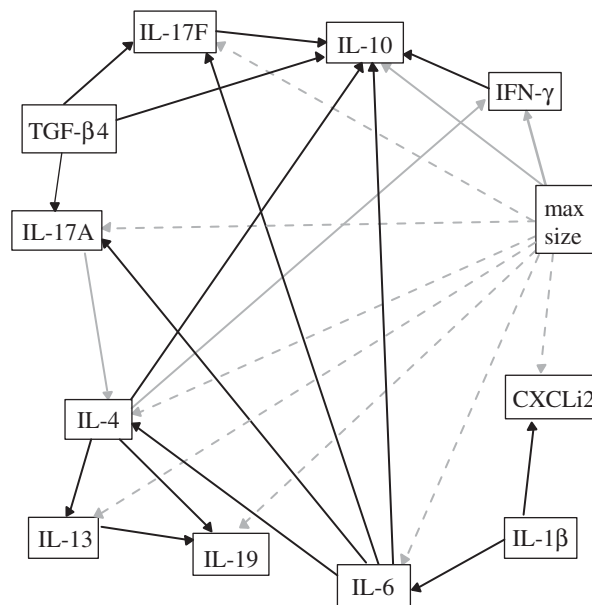 IL-17F
IL-10
IFN-γ
TGF-β4
max
size
IL-17A
CXCLi2
IL-4
IL-13
IL-19
IL-1β
IL-6